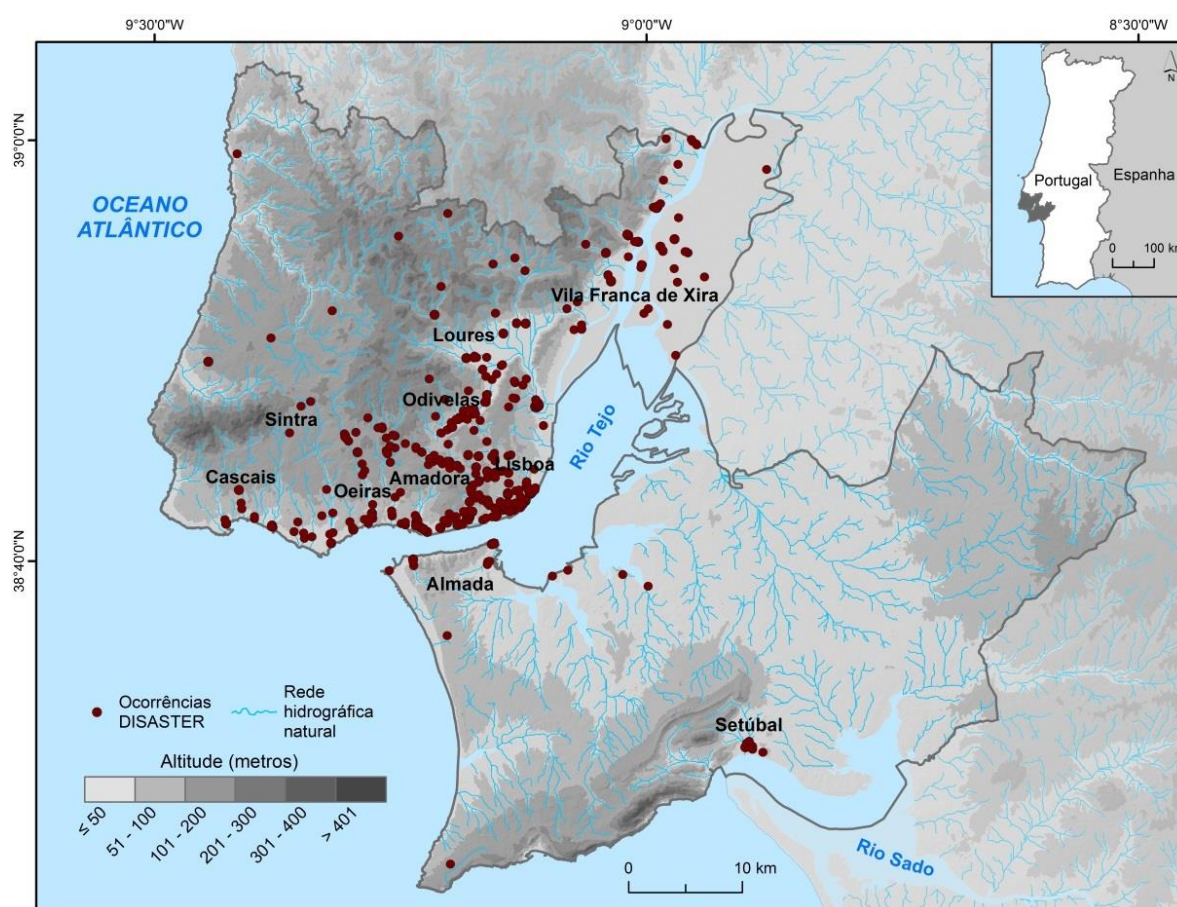 9°30'0"W
9°0'0"W
8°30'0"W
39°0'0"N
38°40'0"N
N
Portugal
Espanha
0 100 km
OCEANO
ATLÂNTICO
Vila Franca de Xira
Loures
Odivelas
Sintra
Lisboa
Rio Tejo
Cascais
Oeiras
Amadora
Almada
Setúbal
Rio Sado
Ocorrências
DISASTER
Rede
hidrográfica
natural
Altitude (metros)
≤ 50
51 - 100
101 - 200
201 - 300
301 - 400
> 401
0 10 km